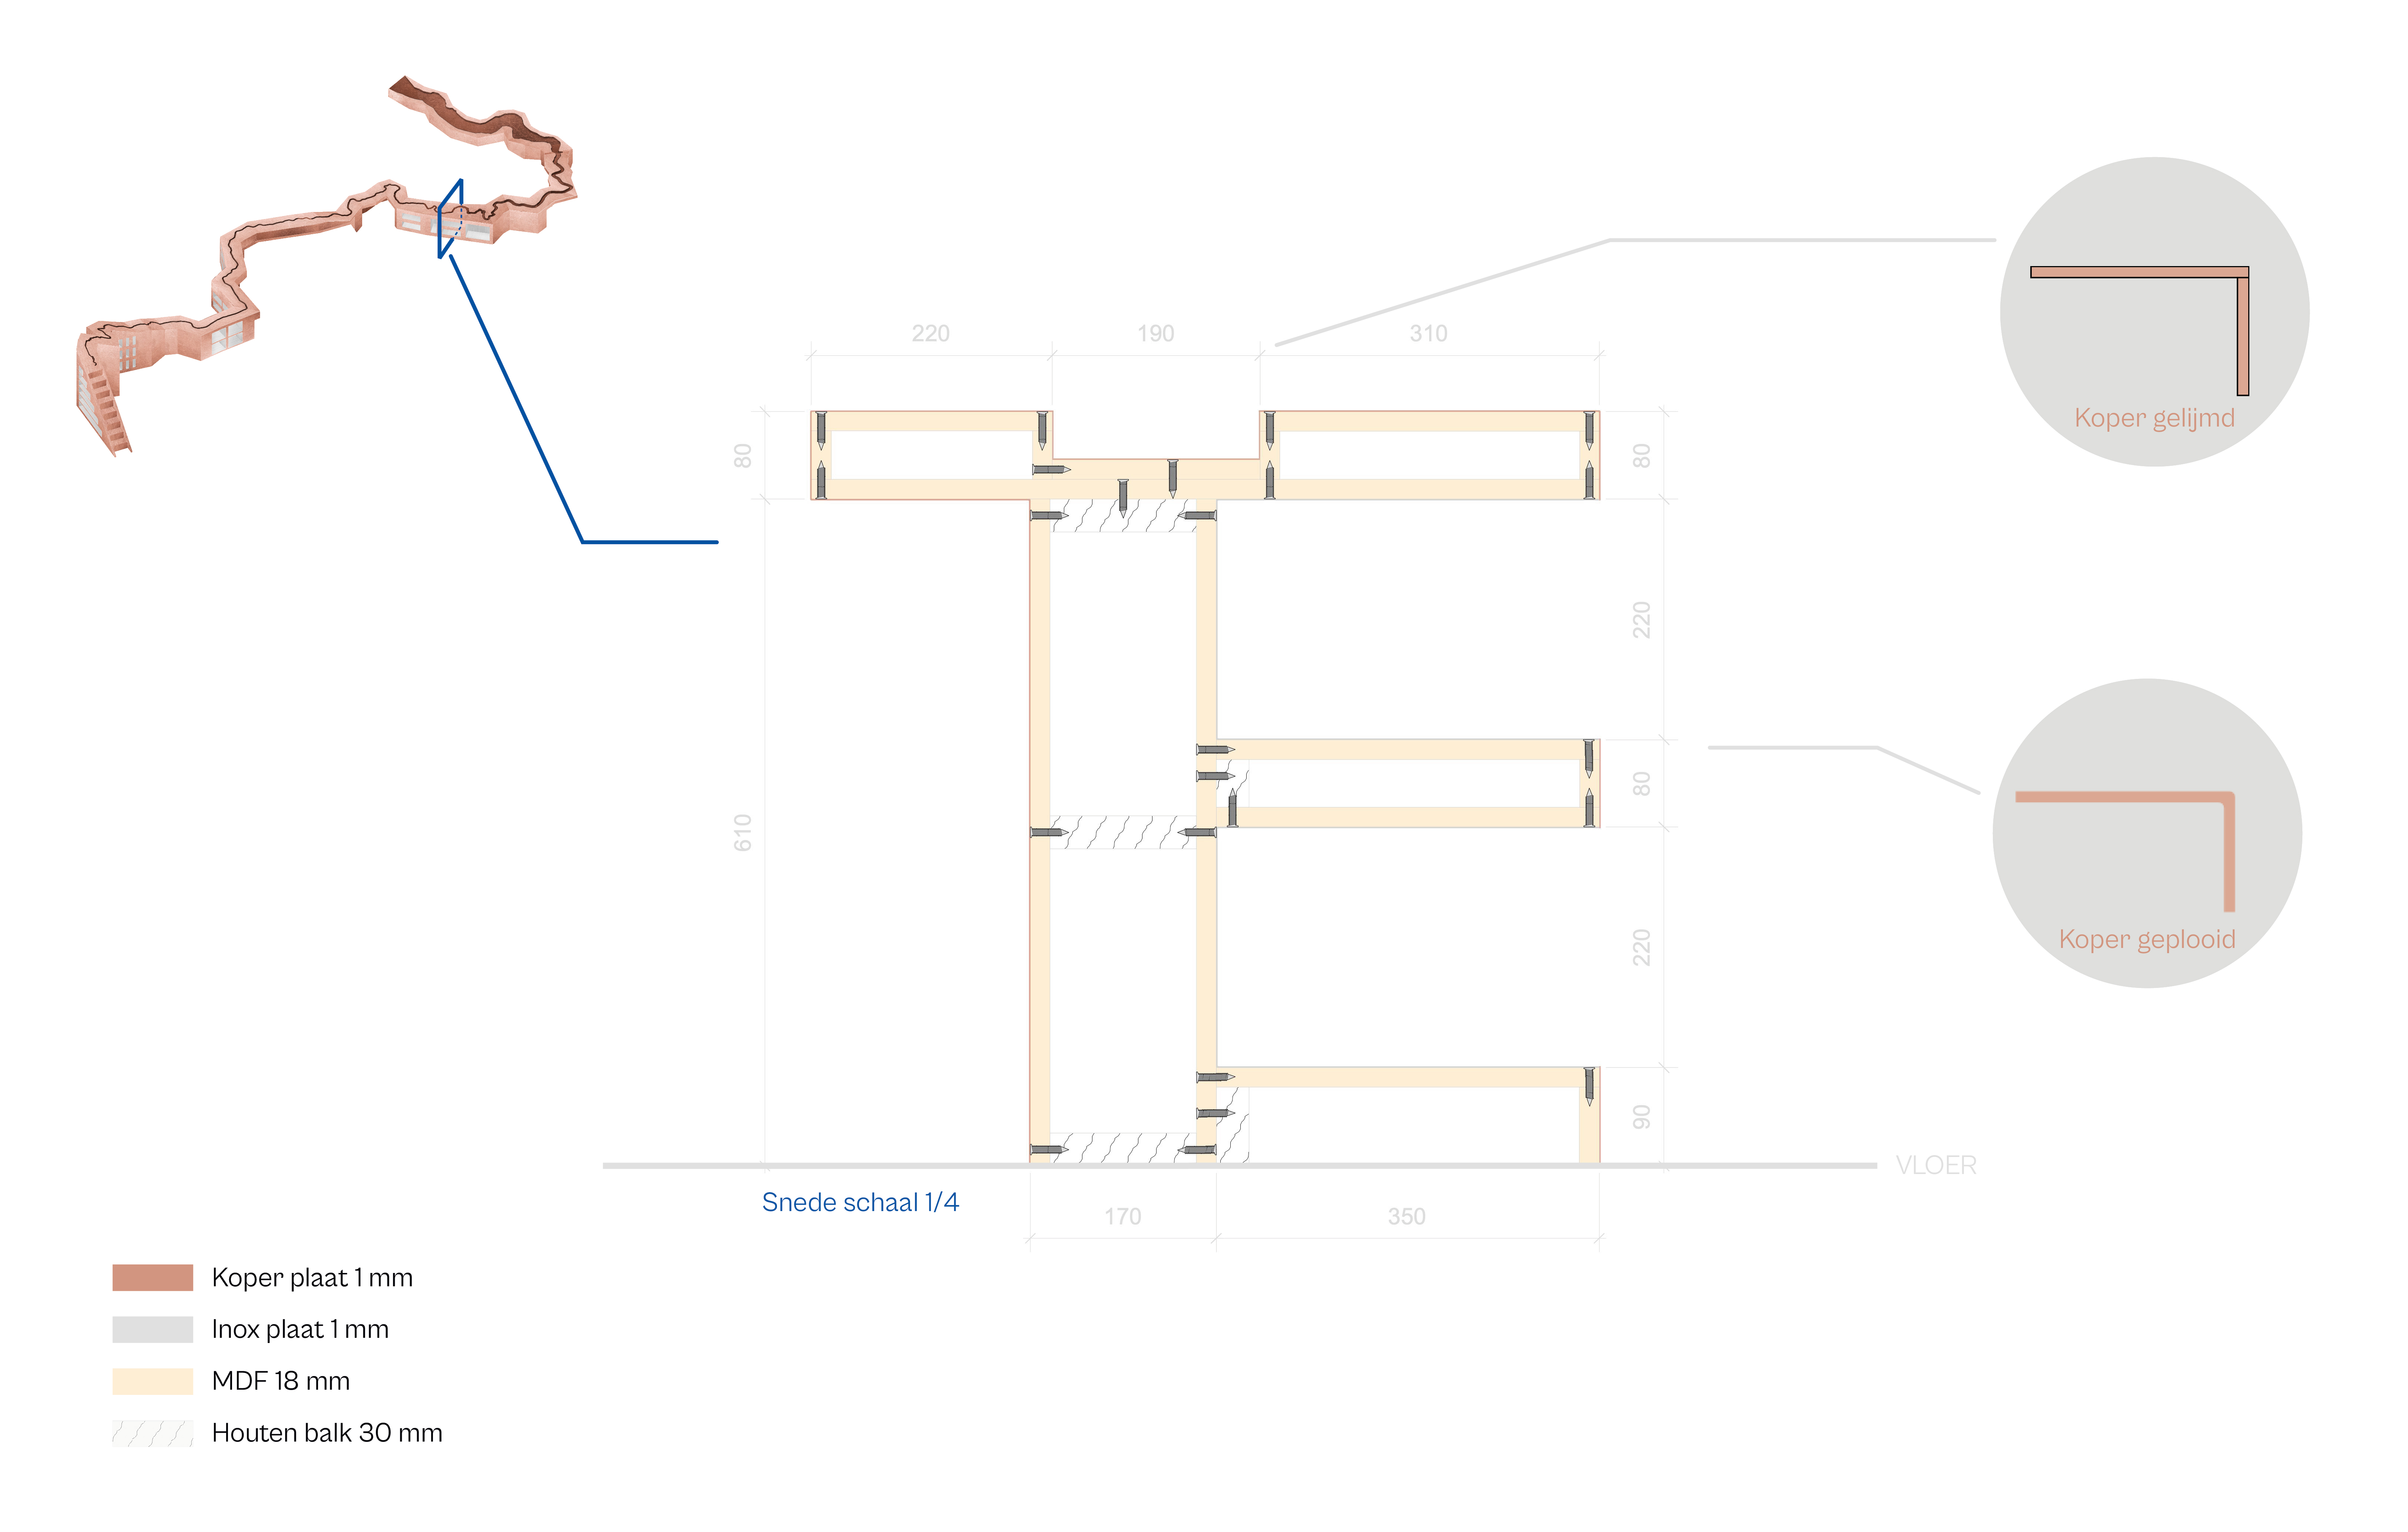 220
190
310
Koper gelijmd
80
80
220
610
80
Koper geplooid
220
90
VLOER
Snede schaal 1/4
170
350
Koper plaat 1 mm
Inox plaat 1 mm
MDF 18 mm
Houten balk 30 mm